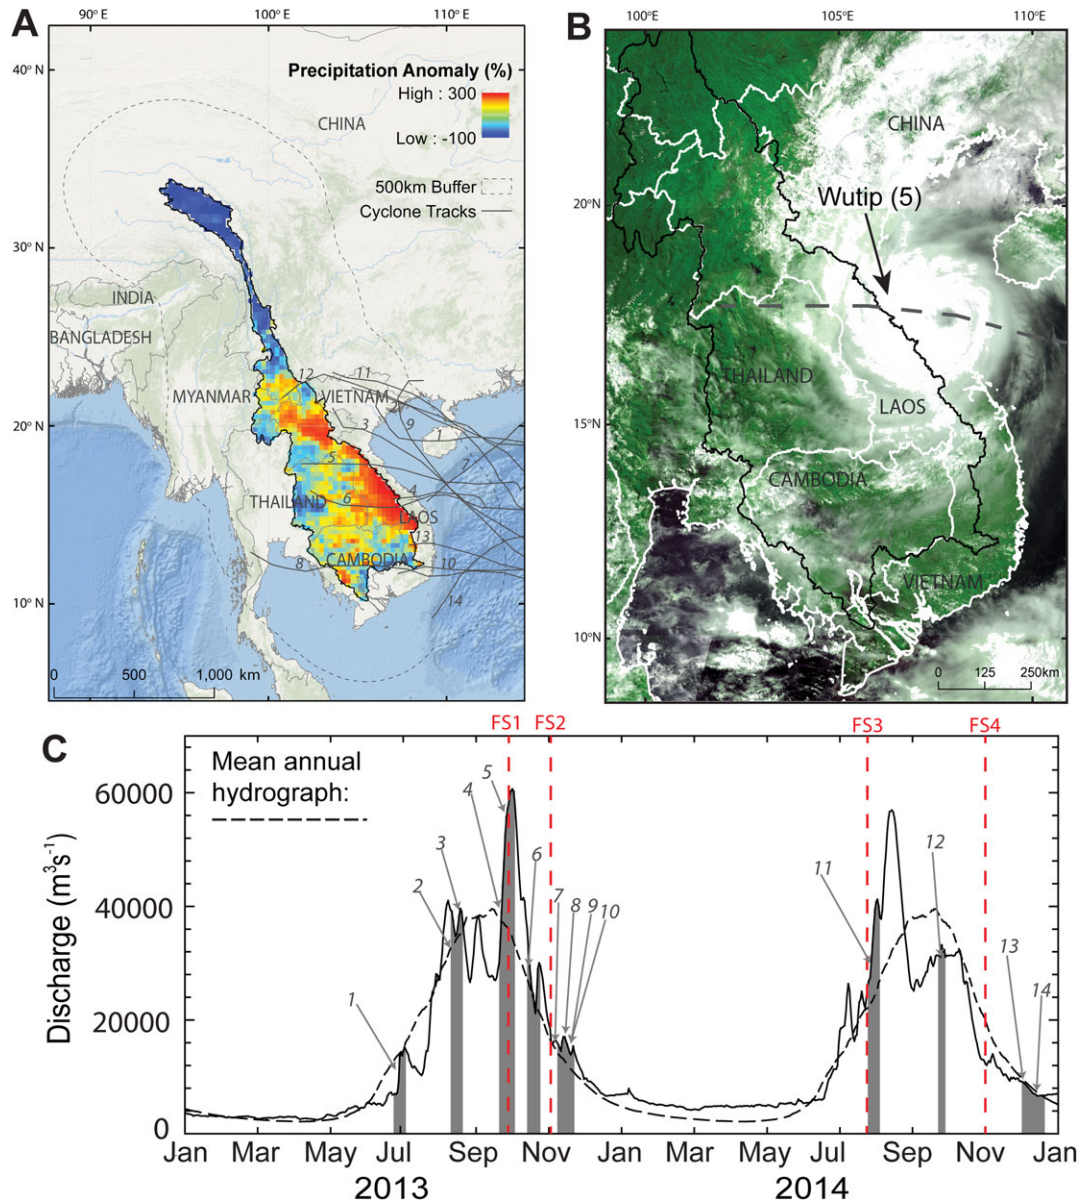 A
90° E
100°E
110° E
40° N
30° N
20° N
10° N
Precipitation Anomaly (%)
High : 300
Low : -100
CHINA
500km Buffer
Cyclone Tracks
INDIA
BANGLADESH
MYANMAR
VIETNAM
THAILAND
LAOS
CAMBODIA
12
11
2
9
1
3
5
7
4
6
13
8
10
14
0 500 1,000 km
B
100°E
105°E
110°E
20°N
15°N
10°N
CHINA
Wutip (5)
THAILAND
LAOS
CAMBODIA
VIETNAM
0 125 250km
C
FS1 FS2 FS3 FS4
Mean annual
hydrograph:
Discharge (m³s⁻¹)
60000
40000
20000
0
1
2
3
4
5
6
7
8
9
10
11
12
13
14
Jan Mar May Jul Sep Nov Jan Mar May Jul Sep Nov Jan
2013 2014